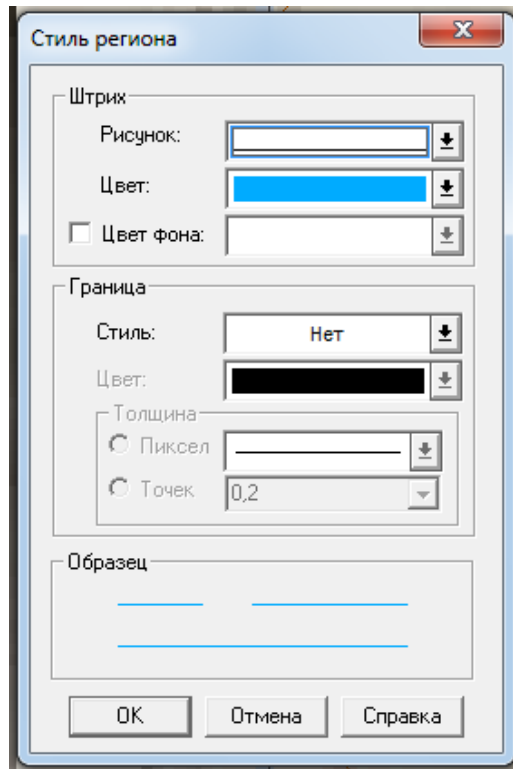 Стиль региона
Штрих
Рисунок:
Цвет:
Цвет фона:
Граница
Стиль:
Нет
Цвет:
Толщина
Пиксел
Точек
0,2
Образец
OK
Отмена
Справка